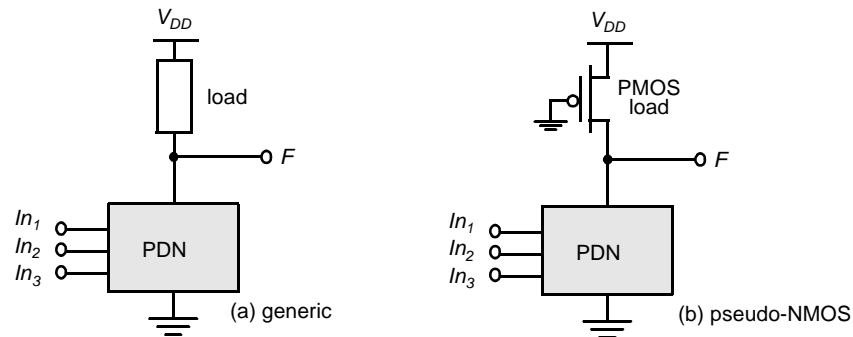 V_DD
load
F
In_1
In_2
In_3
PDN
(a) generic
V_DD
PMOS
load
F
In_1
In_2
In_3
PDN
(b) pseudo-NMOS